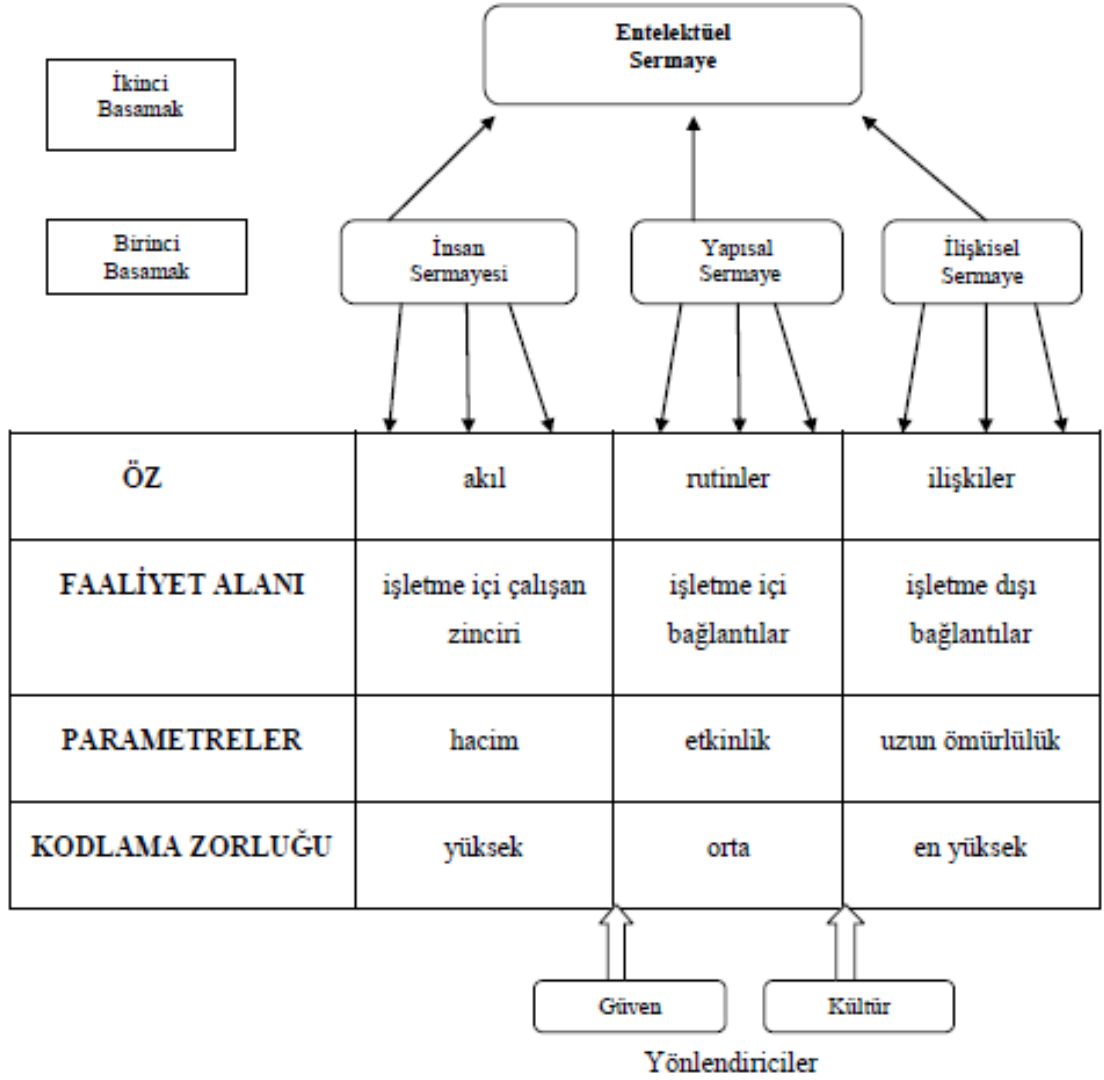 Entelektüel
Sermaye
İkinci
Basamak
Birinci
Basamak
İnsan
Sermayesi
Yapısal
Sermaye
İlişkisel
Sermaye
ÖZ
akıl
rutinler
ilişkiler
FAALİYET ALANI
işletme içi çalışan
zinciri
işletme içi
bağlantılar
işletme dışı
bağlantılar
PARAMETRELER
hacim
etkinlik
uzun ömürlülük
KODLAMA ZORLUĞU
yüksek
orta
en yüksek
Güven
Kültür
Yönlendiriciler